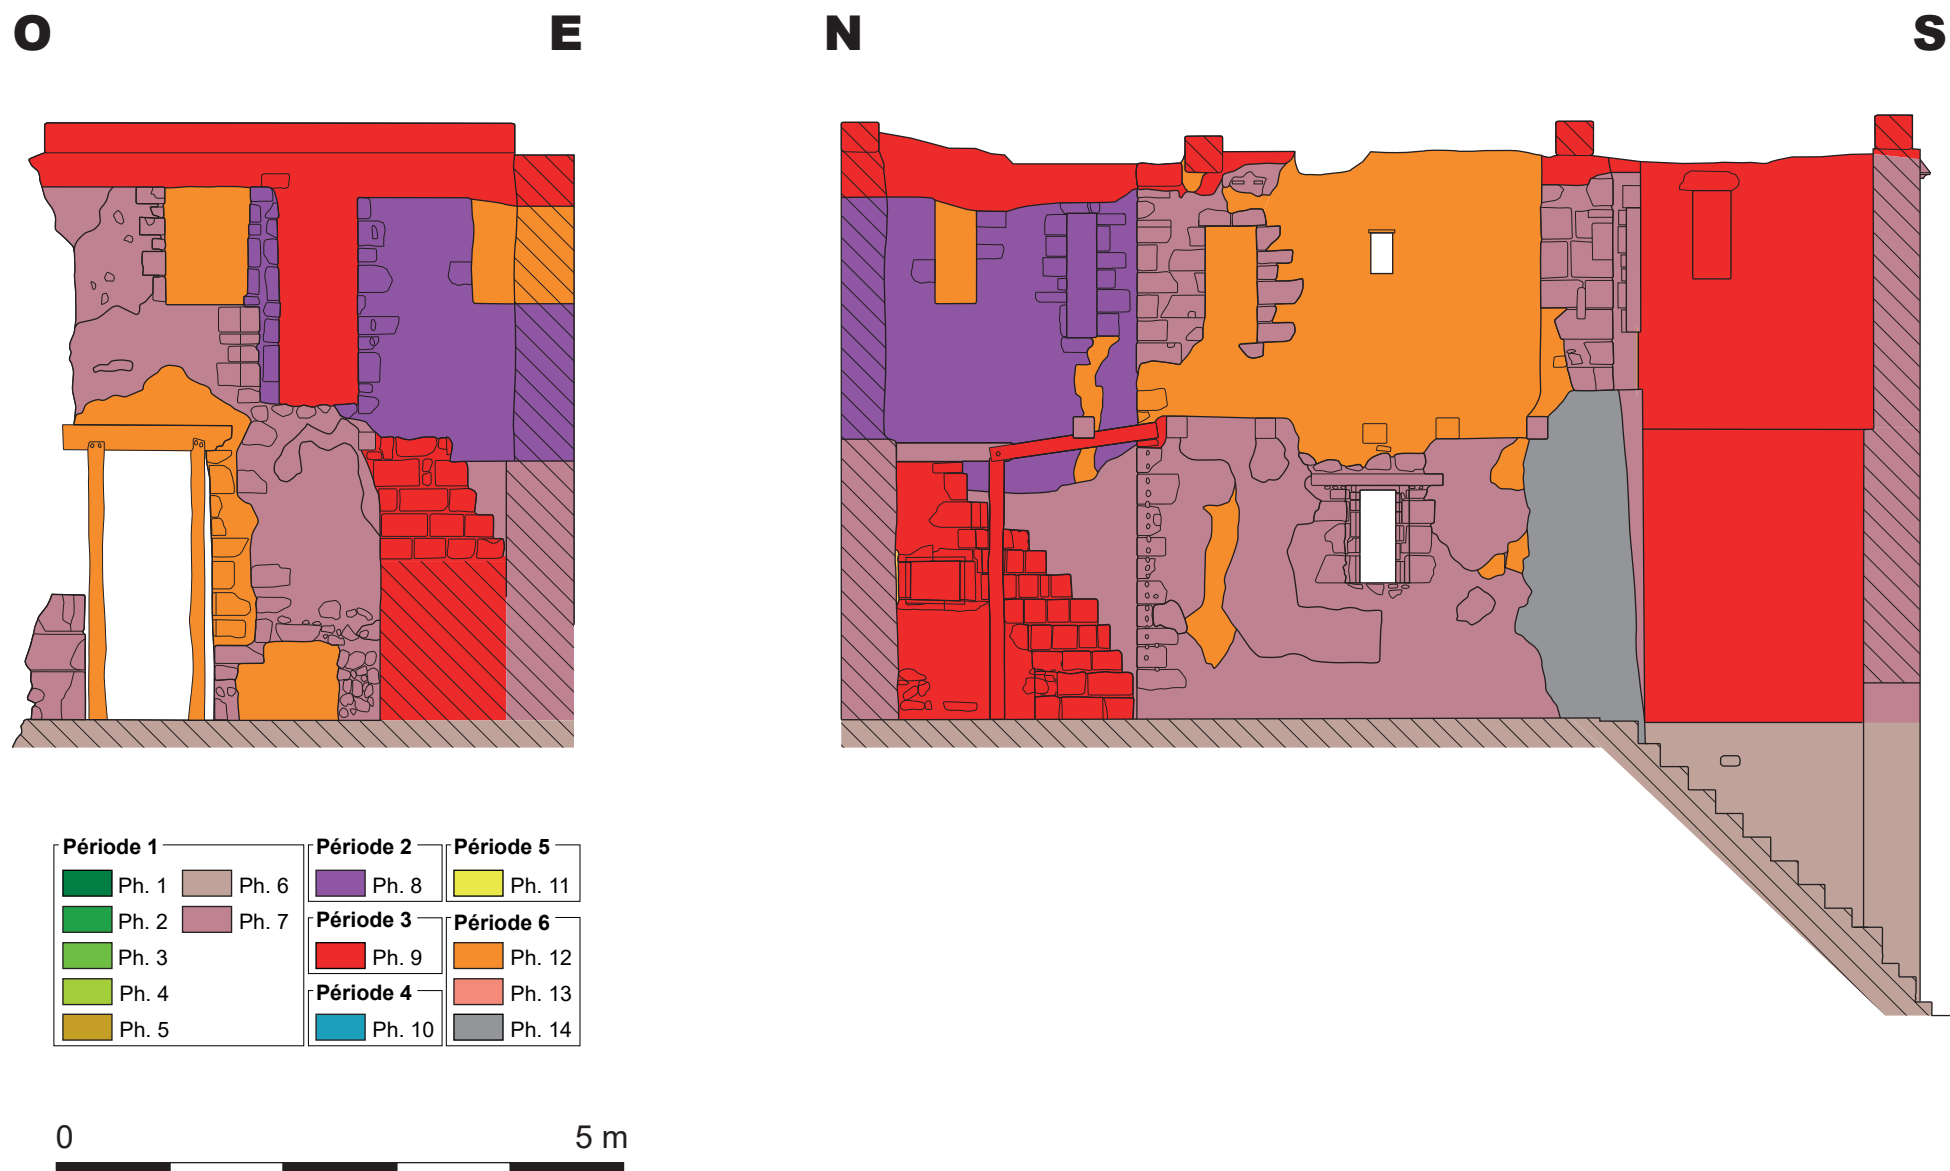 O E N S
Période 1
Ph. 1 Ph. 6
Ph. 2 Ph. 7
Ph. 3
Ph. 4
Ph. 5
Période 2
Ph. 8
Période 3
Ph. 9
Période 4
Ph. 10
Période 5
Ph. 11
Période 6
Ph. 12
Ph. 13
Ph. 14
0 5 m